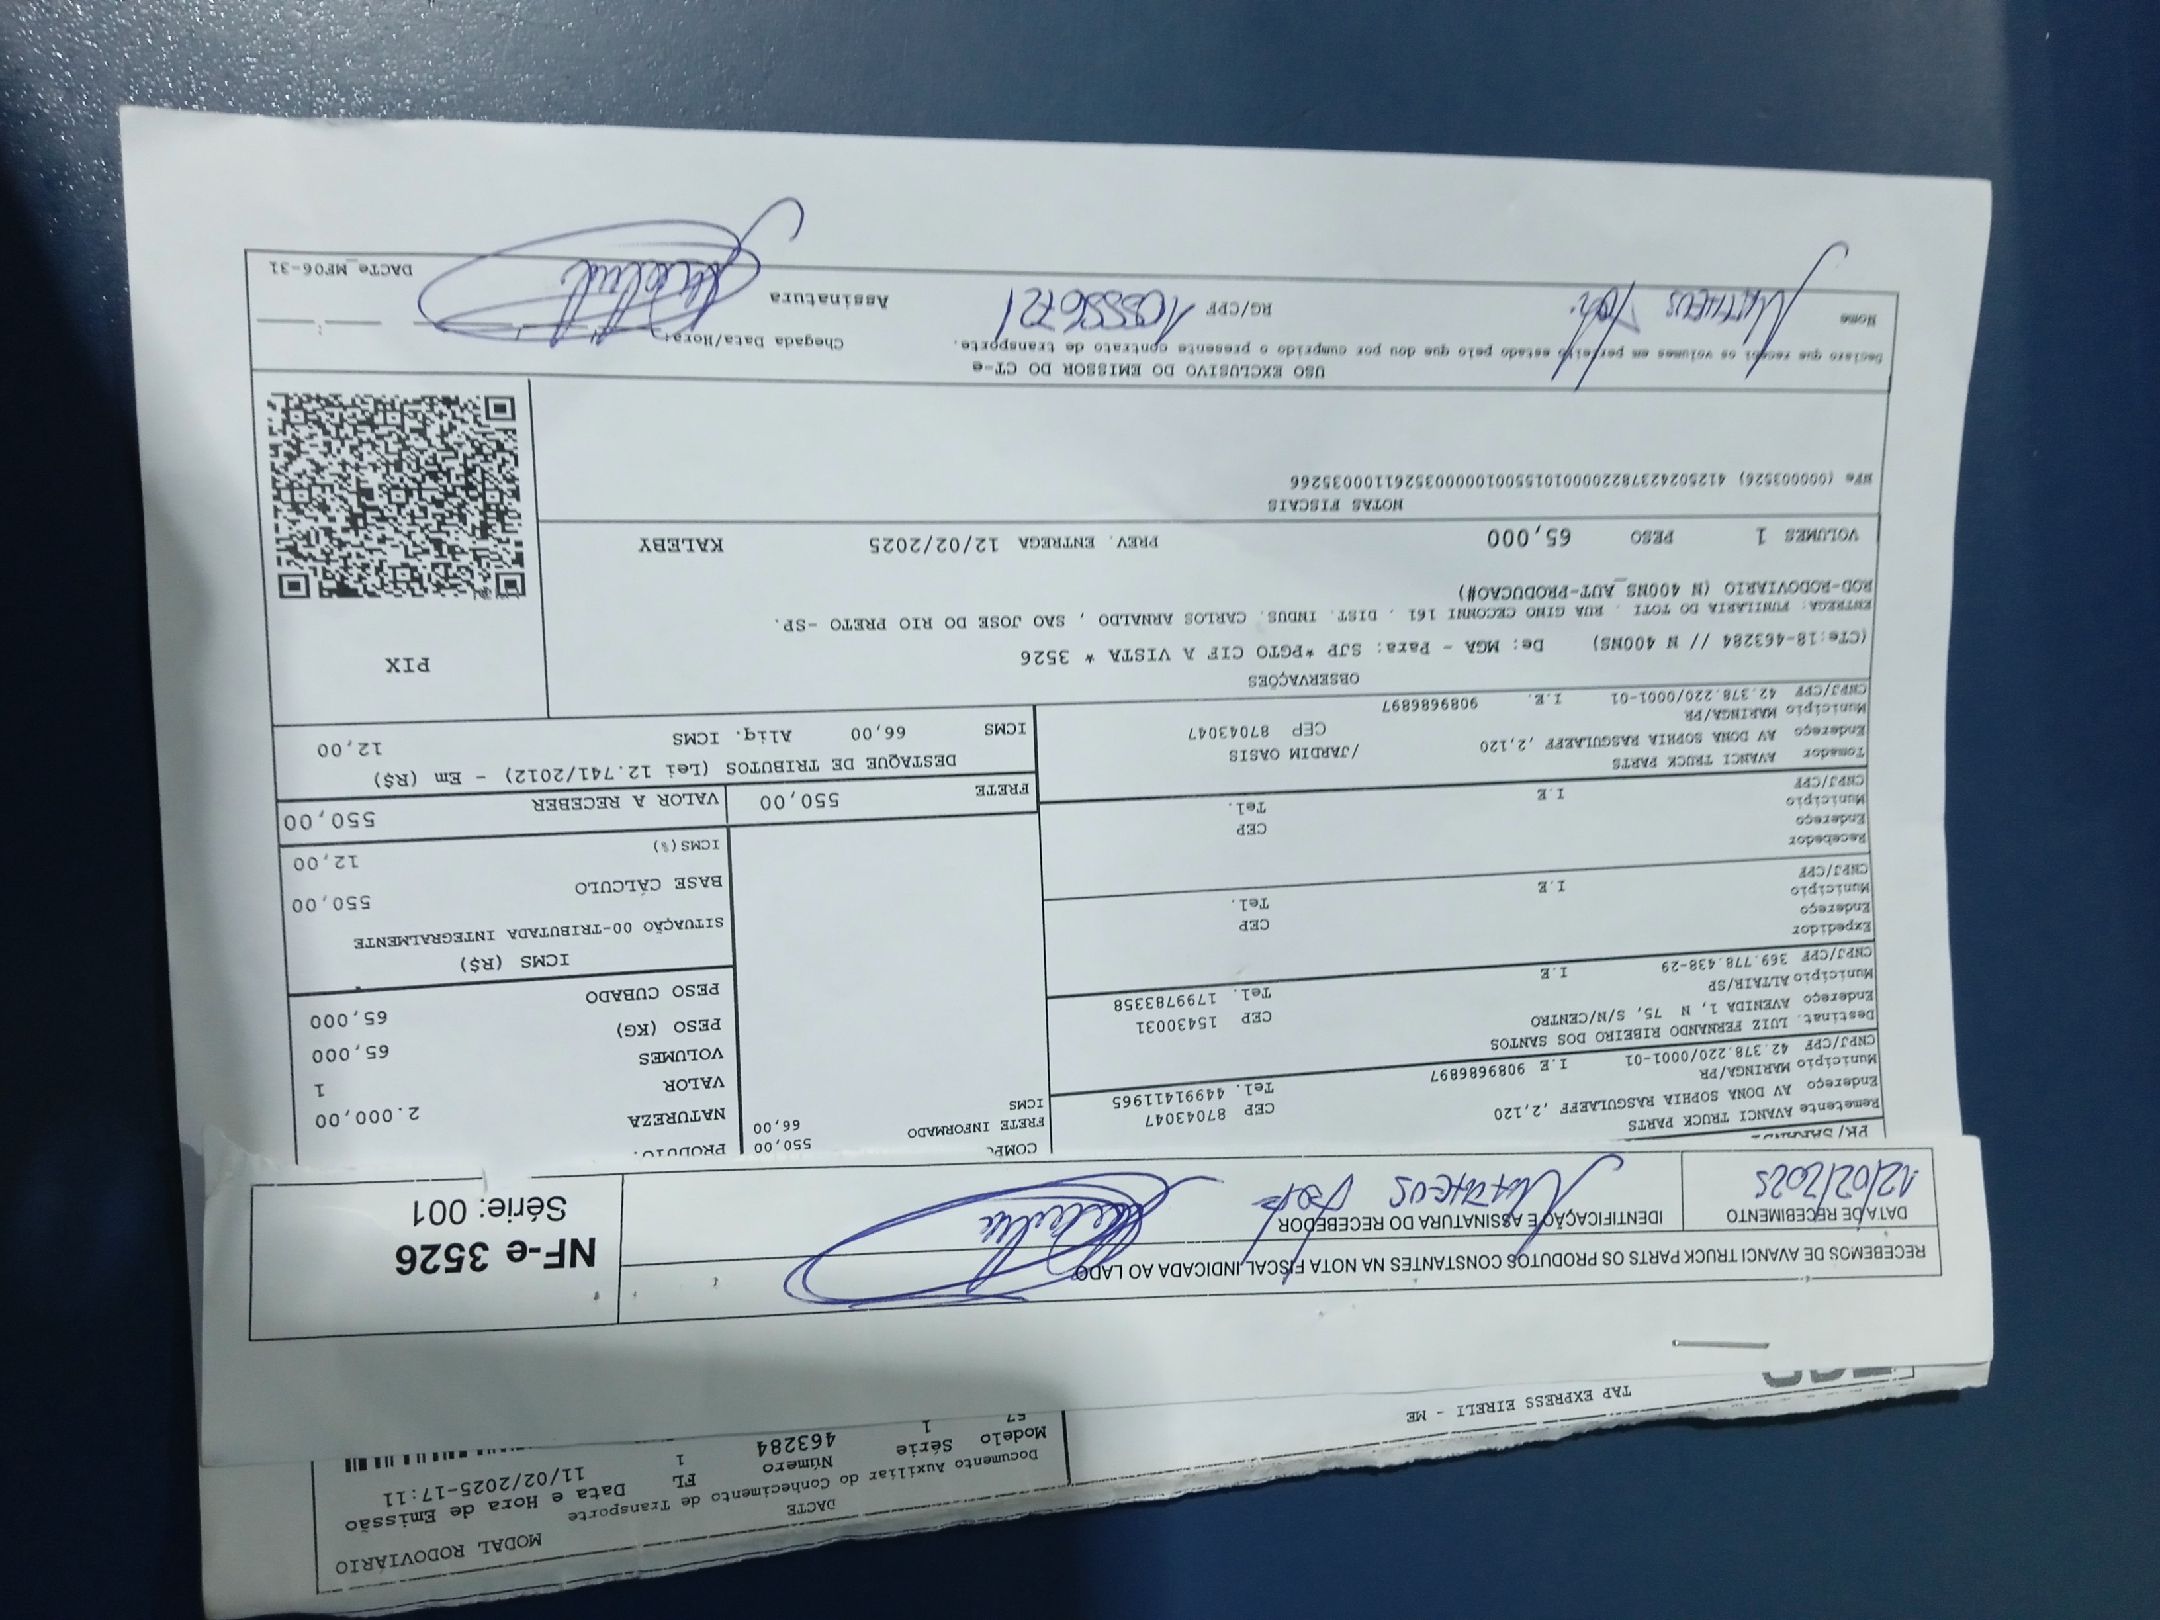 MODAL RODOVIÁRIO
DACTE
Documento Auxiliar do Conhecimento de Transporte
Modelo Série Número FL Data e Hora de Emissão
57 1 463284 1 11/02/2025-17:11
TAP EXPRESS EIRELI - ME
RECEBEMOS DE AVANCI TRUCK PARTS OS PRODUTOS CONSTANTES NA NOTA FISCAL INDICADA AO LADO
DATA DE RECEBIMENTO
12/02/2025
IDENTIFICAÇÃO E ASSINATURA DO RECEBEDOR
MATHEUS
NF-e 3526
Série: 001
Remetente AVANCI TRUCK PARTS
Endereço AV DONA SOPHIA RASGULAEFF ,2,120 CEP 87043047
Município MARINGA/PR Tel. 44991411965
CNPJ/CPF 42.378.220/0001-01 I.E 9089686897
Destinat. LUIZ FERNANDO RIBEIRO DOS SANTOS
Endereço AVENIDA 1, N 75, S/N/CENTRO CEP 15430031
Município ALTAIR/SP Tel. 1799783358
CNPJ/CPF 369.778.438-29 I.E
Expedidor
Endereço CEP
Município Tel.
CNPJ/CPF I.E
Recebedor
Endereço CEP
Município Tel.
CNPJ/CPF I.E
Tomador AVANCI TRUCK PARTS
Endereço AV DONA SOPHIA RASGULAEFF ,2,120 /JARDIM OASIS
Município MARINGA/PR CEP 87043047
CNPJ/CPF 42.378.220/0001-01 I.E. 9089686897
FRETE INFORMADO 550,00
ICMS 66,00
NATUREZA
VALOR 2.000,00
VOLUMES 1
PESO (KG) 65,000
PESO CUBADO 65,000
ICMS (R$)
SITUAÇÃO 00-TRIBUTADA INTEGRALMENTE
BASE CÁLCULO 550,00
ICMS(%) 12,00
FRETE 550,00 VALOR A RECEBER 550,00
DESTAQUE DE TRIBUTOS (Lei 12.741/2012) - Em (R$)
ICMS 66,00 Aliq. ICMS 12,00
OBSERVAÇÕES
(CTe:18-463284 // N 400NS) De: MGA - Para: SJP *PGTO CIF A VISTA * 3526
ENTREGA: FUNILARIA DO TOTI . RUA GINO CECONNI 161 . DIST. INDUS. CARLOS ARNALDO , SAO JOSE DO RIO PRETO -SP.
ROD-RODOVIARIO (N 400NS_AUT-PRODUCAO#)
PIX
VOLUMES 1 PESO 65,000 PREV. ENTREGA 12/02/2025 KALEBY
NOTAS FISCAIS
NFe (00003526)
USO EXCLUSIVO DO EMISSOR DO CT-e
Declaro que recebi os volumes em perfeito estado pelo que dou por cumprido o presente contrato de transporte.
Chegada Data/Hora:
Nome MATHEUS RG/CPF Assinatura
DACTe_MF06-31